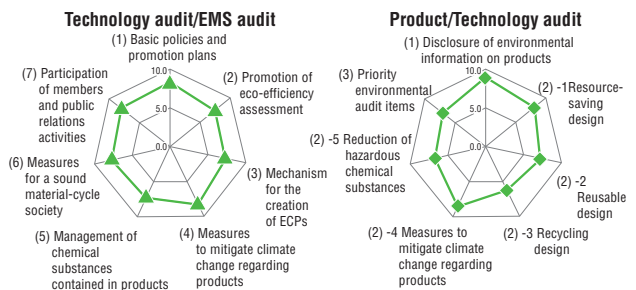 Technology audit/EMS audit
(1) Basic policies and
promotion plans
(2) Promotion of
eco-efficiency
assessment
(3) Mechanism
for the
creation
of ECPs
(4) Measures
to mitigate climate
change regarding
products
(5) Management of
chemical
substances
contained in products
(6) Measures
for a sound
material-cycle
society
(7) Participation
of members
and public
relations
activities
10.0
5.0
0.0
Product/Technology audit
(1) Disclosure of environmental
information on products
(2) -1Resource-
saving
design
(2) -2
Reusable
design
(2) -3 Recycling
design
(2) -4 Measures to
mitigate climate
change regarding
products
(2) -5 Reduction of
hazardous
chemical
substances
(3) Priority
environmental
audit items
10.0
5.0
0.0